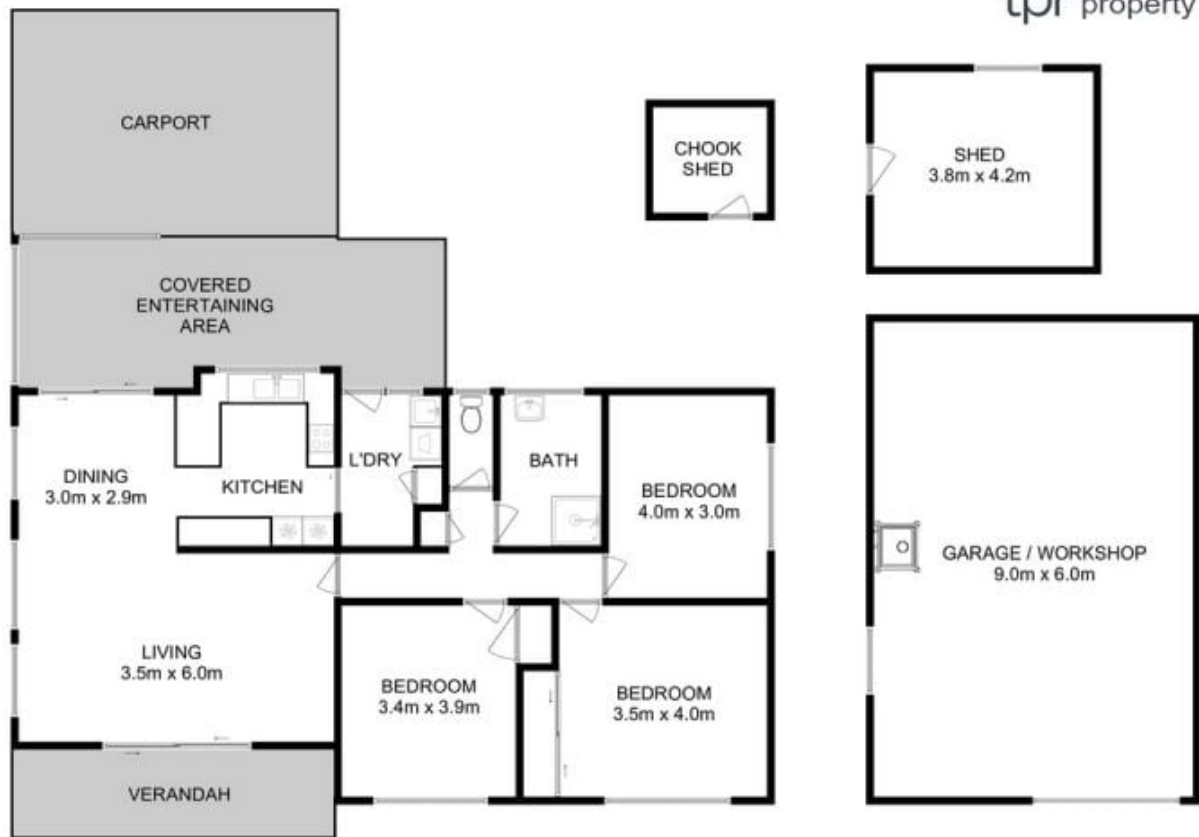 tpr property
CARPORT
CHOOK
SHED
SHED
3.8m x 4.2m
COVERED
ENTERTAINING
AREA
DINING
3.0m x 2.9m
KITCHEN
L'DRY
BATH
BEDROOM
4.0m x 3.0m
GARAGE / WORKSHOP
9.0m x 6.0m
LIVING
3.5m x 6.0m
BEDROOM
3.4m x 3.9m
BEDROOM
3.5m x 4.0m
VERANDAH